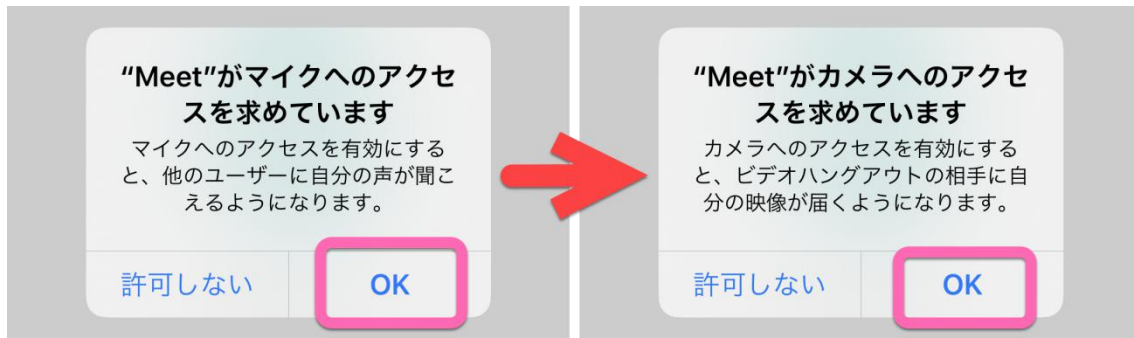 “Meet”がマイクへのアクセ
スを求めています
マイクへのアクセスを有効にする
と、他のユーザーに自分の声が聞こ
えるようになります。
許可しない
OK
“Meet”がカメラへのアクセ
スを求めています
カメラへのアクセスを有効にする
と、ビデオハングアウトの相手に自
分の映像が届くようになります。
許可しない
OK